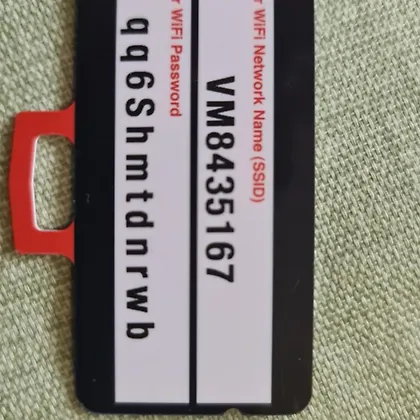 r WiFi Network Name (SSID)
VM8435167
r WiFi Password
qq6Shmtdnrwb